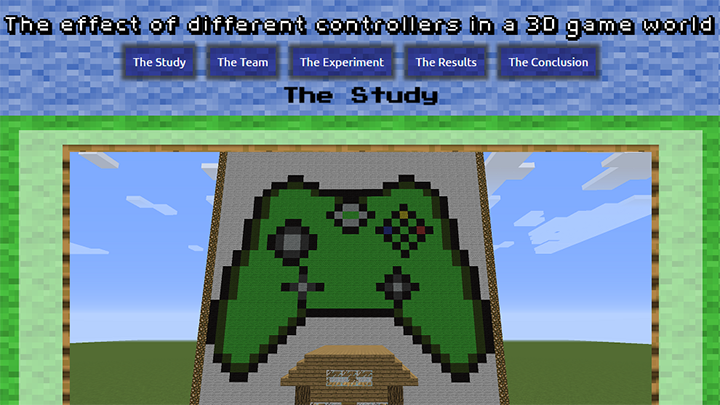 The effect of different controllers in a 3D game world
The Study
The Team
The Experiment
The Results
The Conclusion
The Study